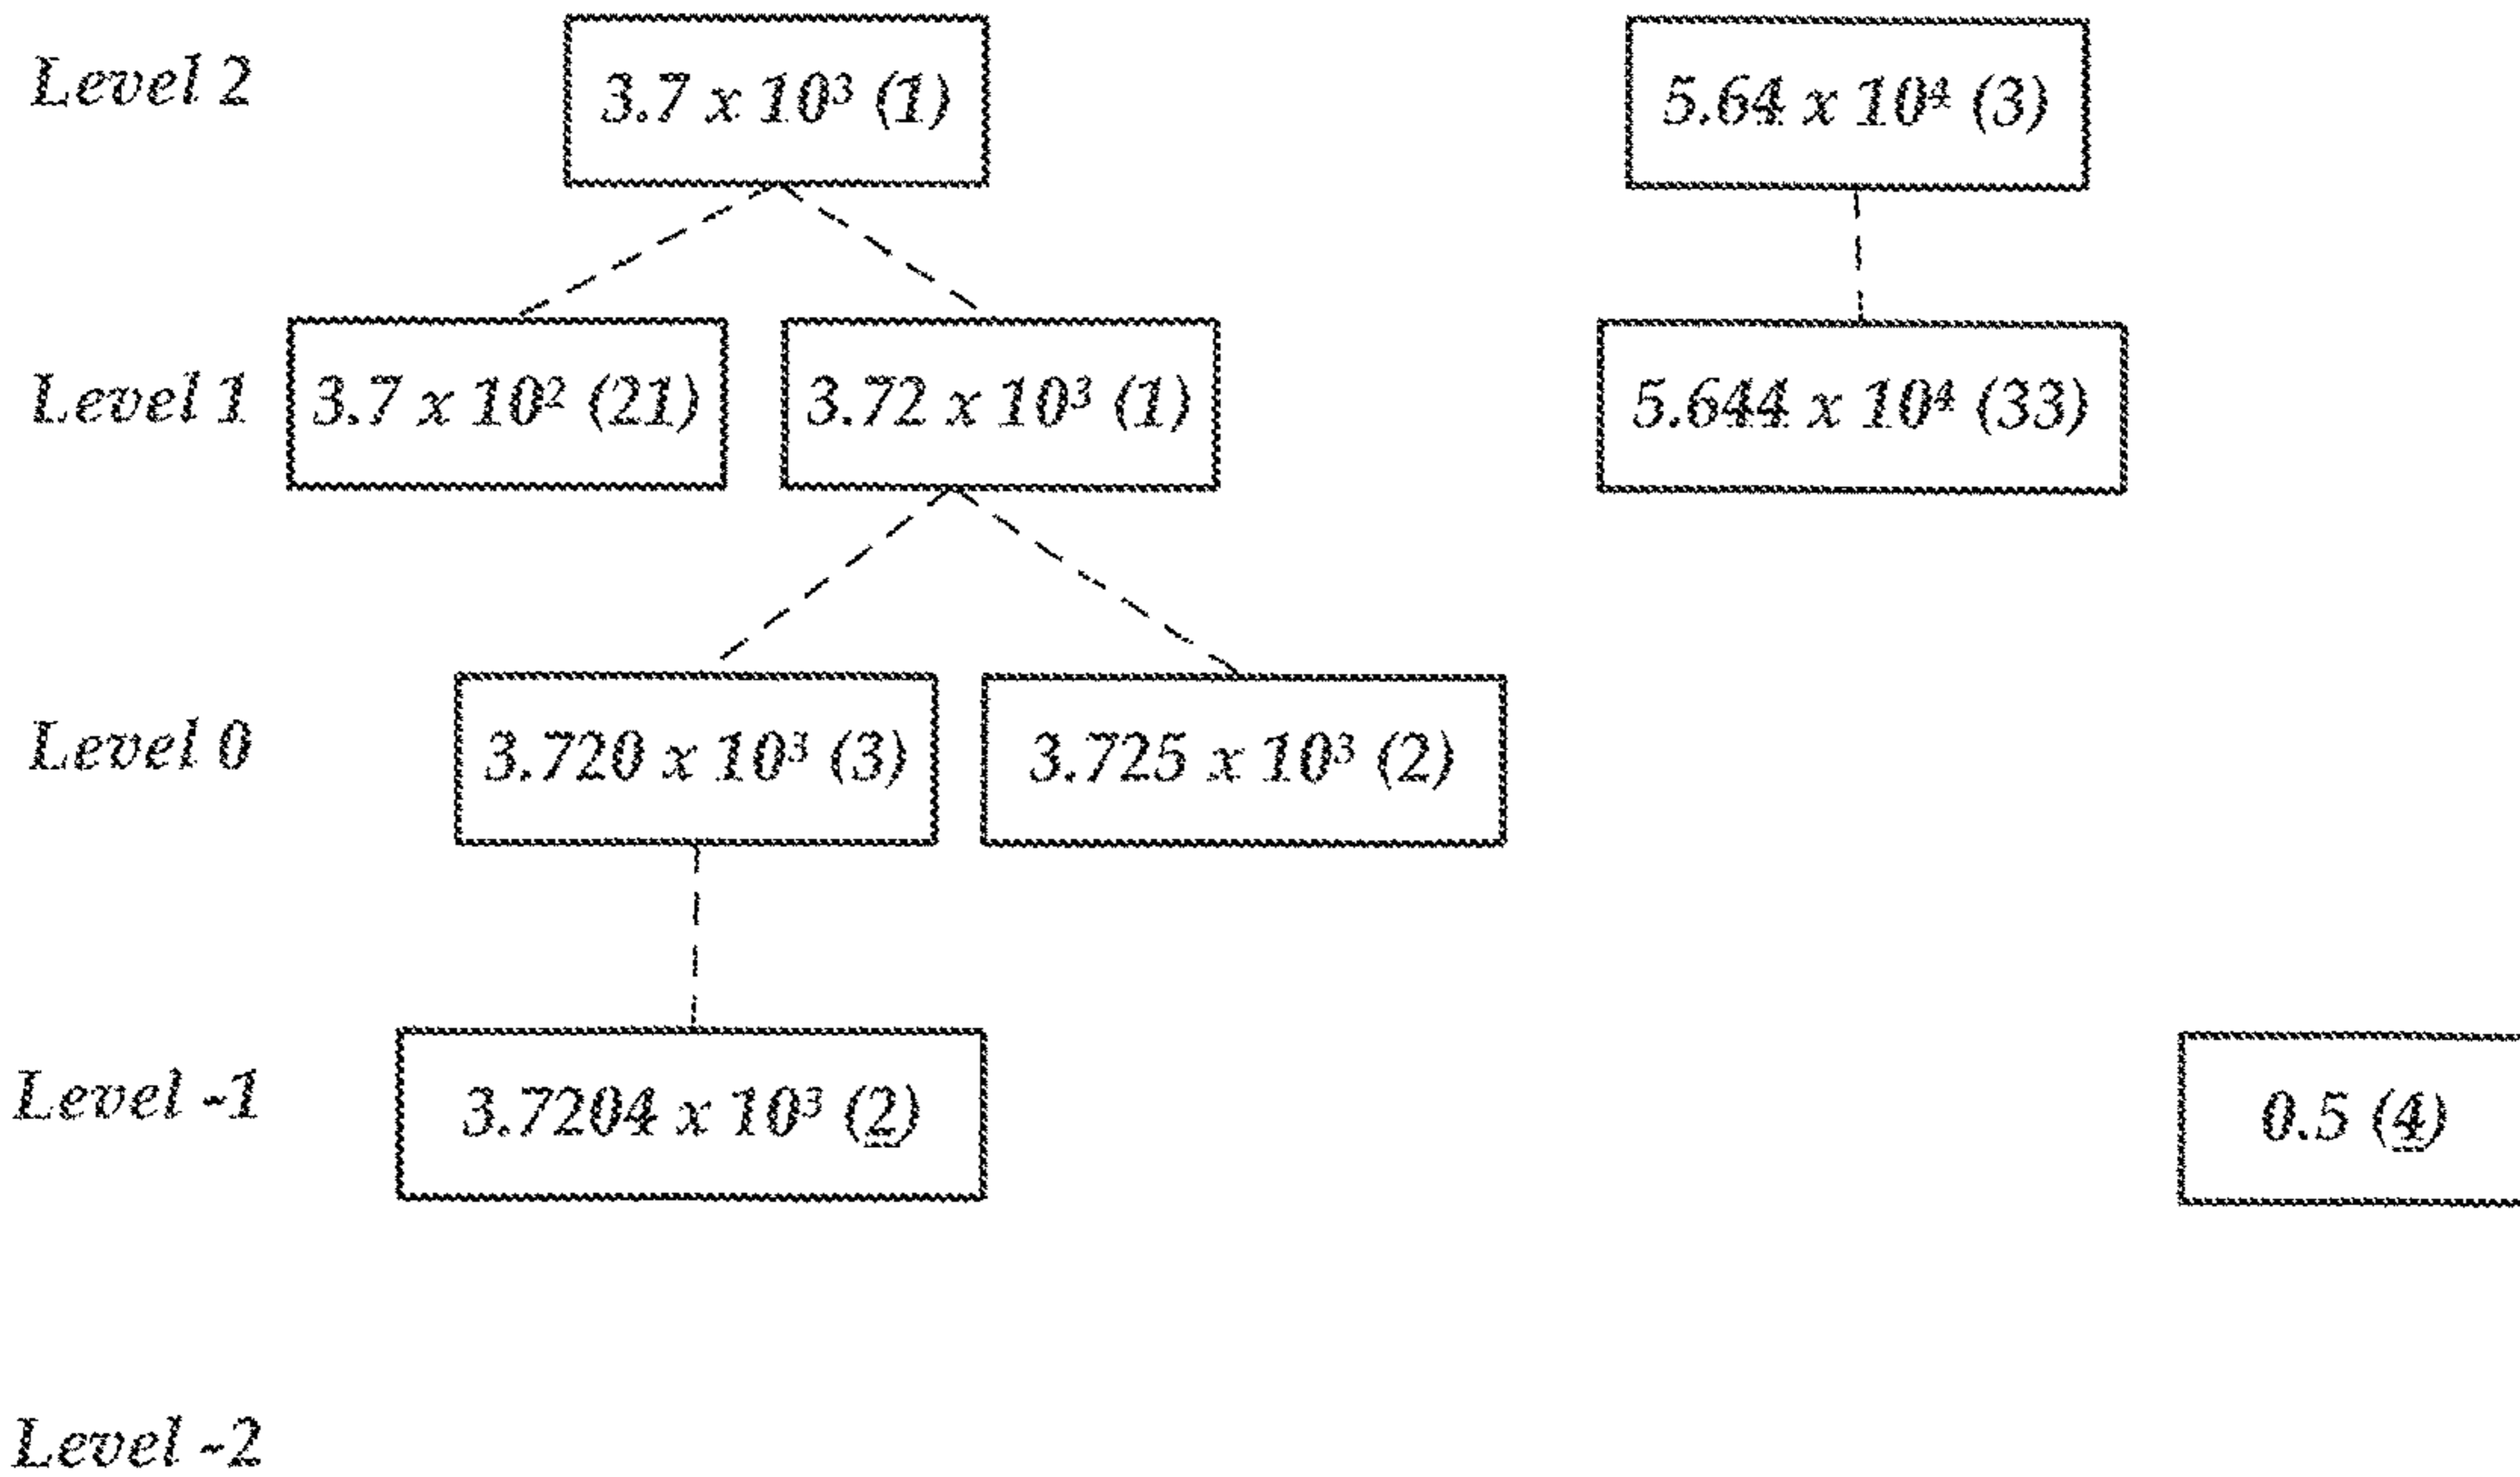 Level 2
3.7 x 10³ (1)
5.64 x 10⁴ (3)
Level 1
3.7 x 10² (21)
3.72 x 10³ (1)
5.644 x 10⁴ (33)
Level 0
3.720 x 10³ (3)
3.725 x 10³ (2)
Level -1
3.7204 x 10³ (2)
0.5 (4)
Level -2